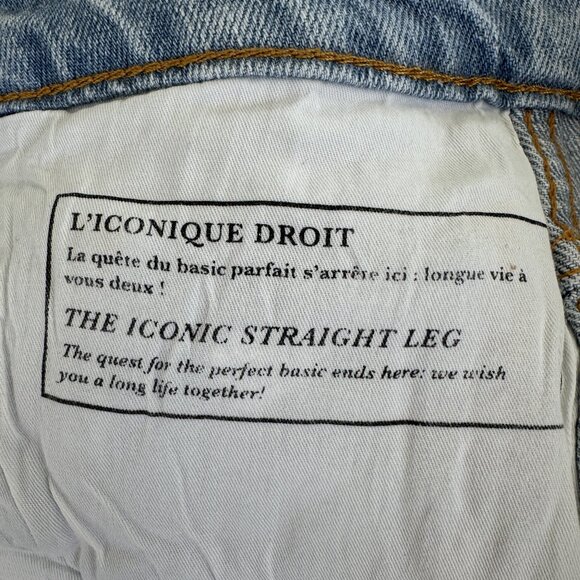 L'ICONIQUE DROIT
La quête du basic parfait s'arrête ici : longue vie à
vous deux !
THE ICONIC STRAIGHT LEG
The quest for the perfect basic ends here: we wish
you a long life together!